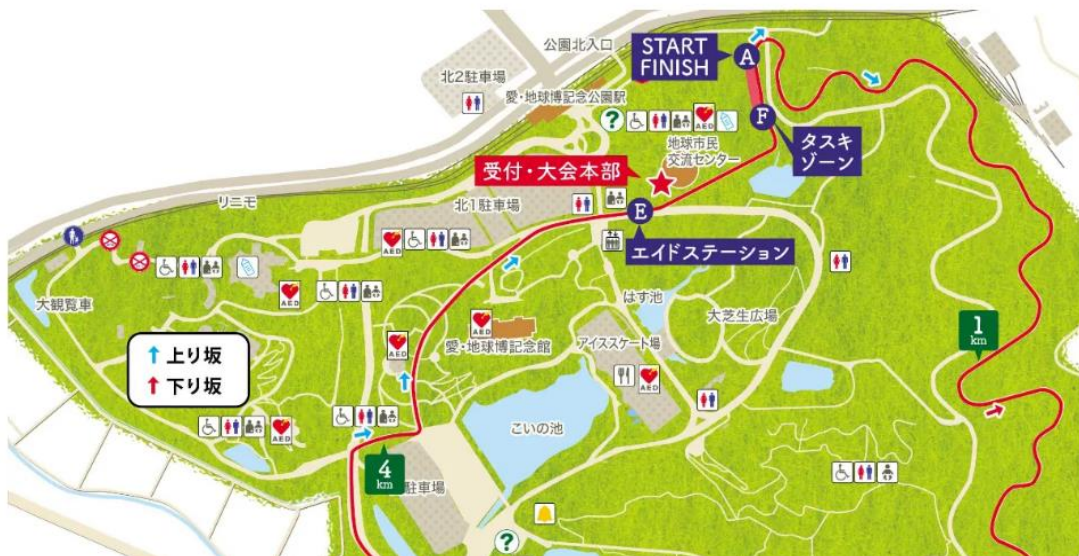 公園北入口
START
FINISH
A
北2駐車場
愛・地球博記念公園駅
?
AED
F
タスキ
ゾーン
地球市民
交流センター
受付・大会本部
リニモ
北1駐車場
E
エイドステーション
AED
AED
大観覧車
はす池
大芝生広場
↑上り坂
↑下り坂
AED
AED
愛・地球博記念館
アイススケート場
AED
1
km
AED
こいの池
4
km
駐車場
?